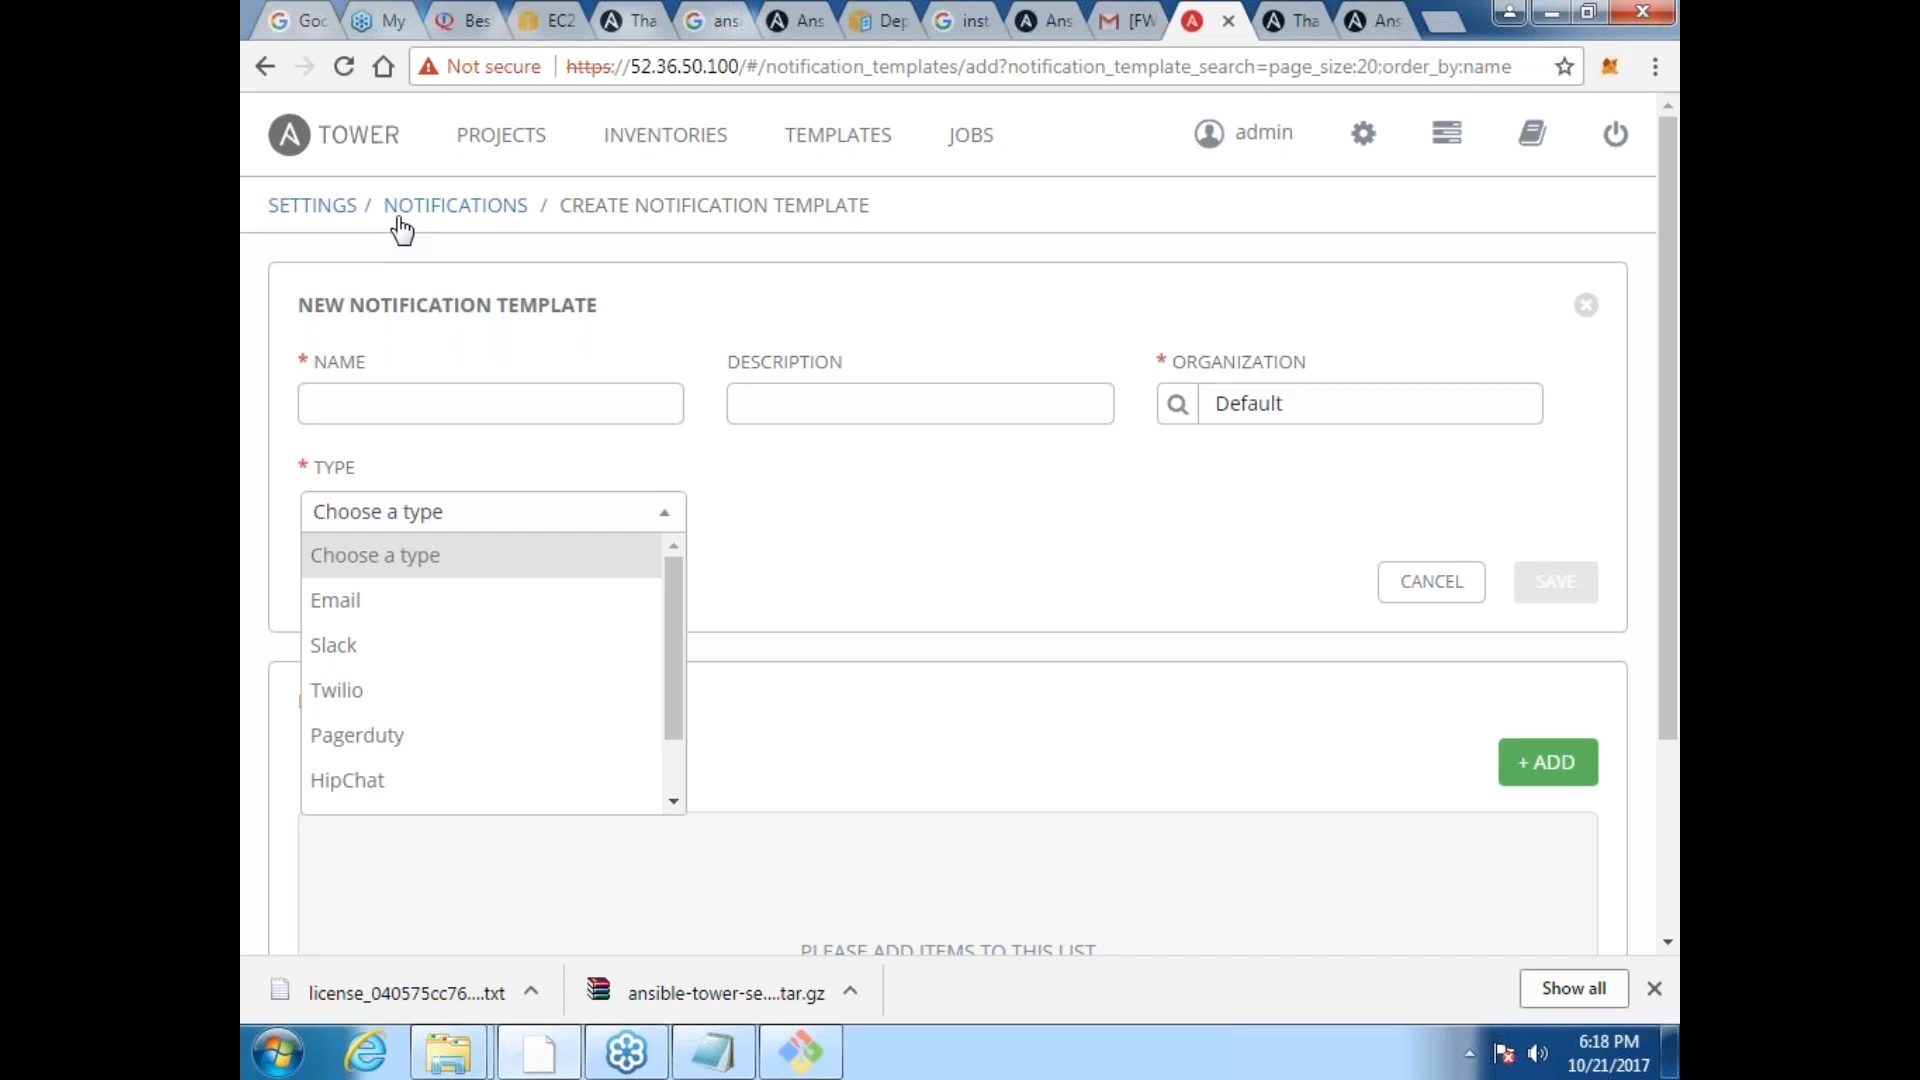 Goc
My
Bes
EC2
Tha
ansi
Ans
Dep
inst
Ans
[FW
Tha
Ans
Not secure
https://52.36.50.100/#/notification_templates/add?notification_template_search=page_size:20;order_by:name
TOWER
PROJECTS
INVENTORIES
TEMPLATES
JOBS
admin
SETTINGS / NOTIFICATIONS / CREATE NOTIFICATION TEMPLATE
NEW NOTIFICATION TEMPLATE
* NAME
DESCRIPTION
* ORGANIZATION
Default
* TYPE
Choose a type
Choose a type
Email
Slack
Twilio
Pagerduty
HipChat
CANCEL
SAVE
+ ADD
PLEASE ADD ITEMS TO THIS LIST
license_040575cc76....txt
ansible-tower-se....tar.gz
Show all
6:18 PM
10/21/2017